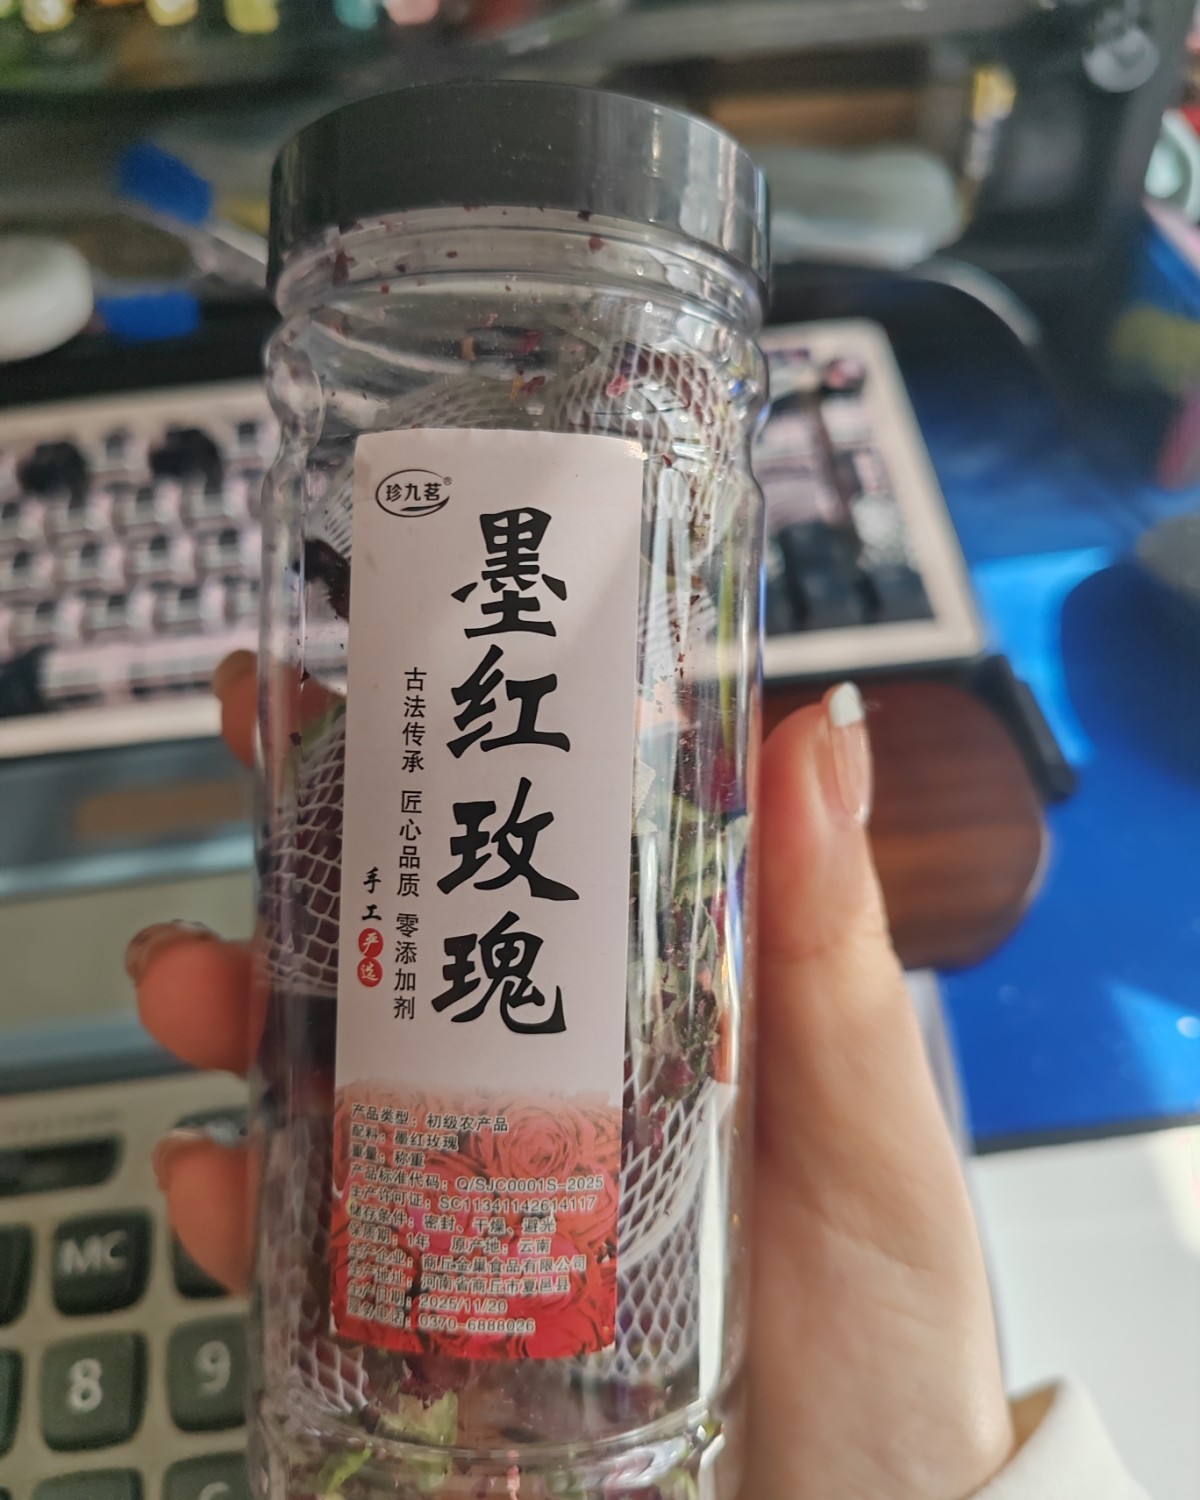 珍九茗®
墨红玫瑰
古法传承 匠心品质 零添加剂
手工严选
产品类型：初级农产品
配料：墨红玫瑰
重量：称重
产品标准代码：Q/SJC0001S-2025
生产许可证：SC11341142614117
储存条件：密封、干燥、避光
保质期：1年 原产地：云南
生产企业：商丘金巢食品有限公司
生产地址：河南省商丘市夏邑县
生产日期：2025/11/20
服务电话：0370-6888026
MC
8
9